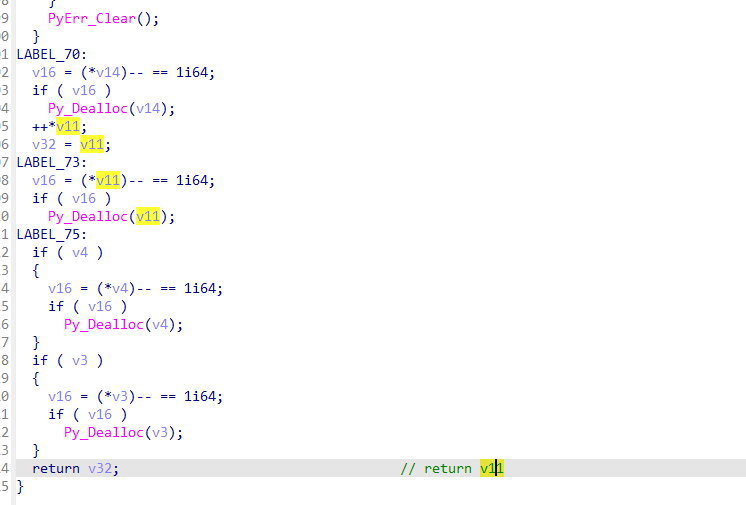 8   }
9     PyErr_Clear();
0   }
1 LABEL_70:
2   v16 = (*v14)-- == 1i64;
3   if ( v16 )
4     Py_Dealloc(v14);
5   ++*v11;
6   v32 = v11;
7 LABEL_73:
8   v16 = (*v11)-- == 1i64;
9   if ( v16 )
0     Py_Dealloc(v11);
1 LABEL_75:
2   if ( v4 )
3   {
4     v16 = (*v4)-- == 1i64;
5     if ( v16 )
6       Py_Dealloc(v4);
7   }
8   if ( v3 )
9   {
0     v16 = (*v3)-- == 1i64;
1     if ( v16 )
2       Py_Dealloc(v3);
3   }
4   return v32; // return v11
5 }